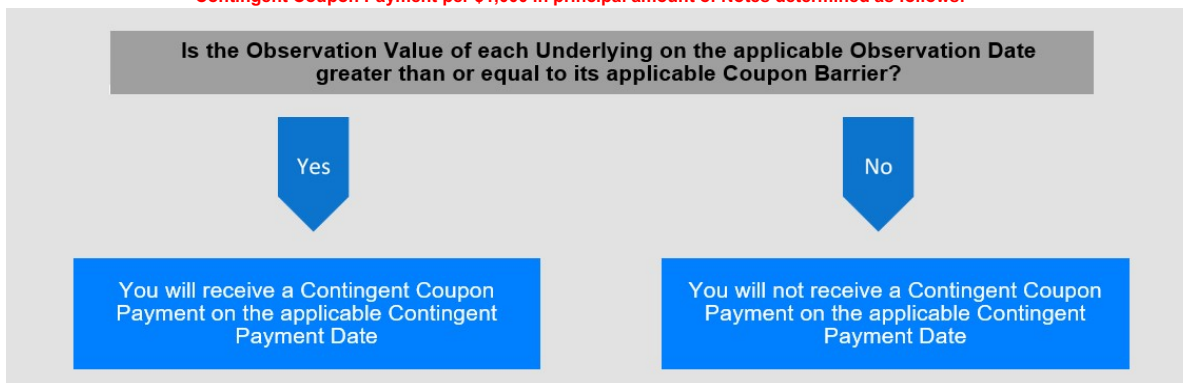 Contingent Coupon Payment per $1,000 in principal amount of Notes determined as follows:
Is the Observation Value of each Underlying on the applicable Observation Date
greater than or equal to its applicable Coupon Barrier?
Yes
No
You will receive a Contingent Coupon
Payment on the applicable Contingent
Payment Date
You will not receive a Contingent Coupon
Payment on the applicable Contingent
Payment Date